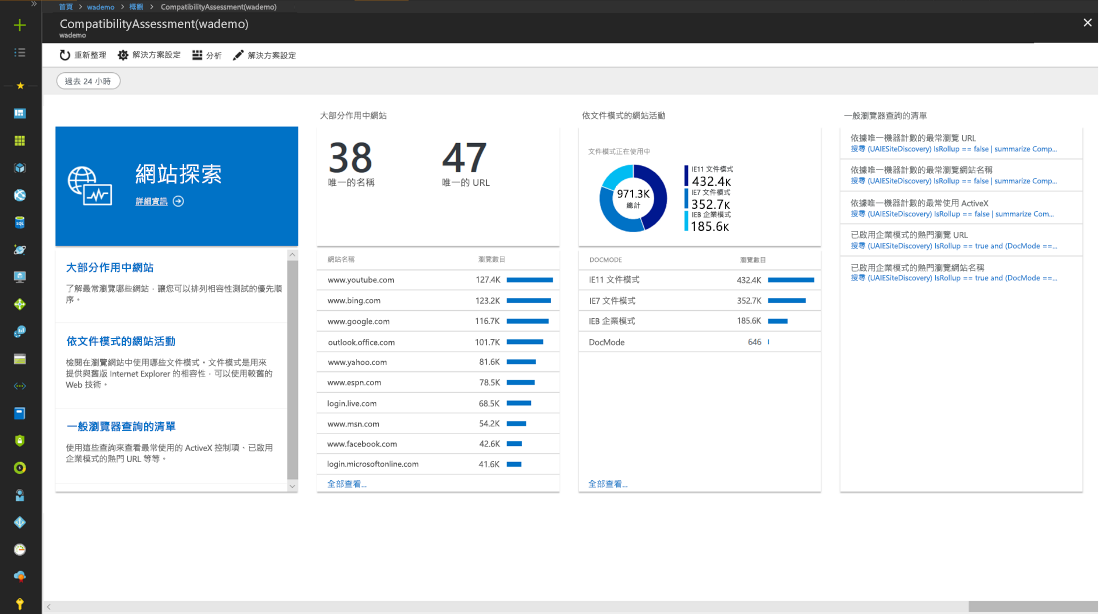 首頁 > wademo > 概觀 > CompatibilityAssessment(wademo)
CompatibilityAssessment(wademo)
wademo
重新整理 解決方案設定 分析 解決方案設定
過去 24 小時
網站探索
詳細資訊
大部分作用中網站
了解最常瀏覽哪些網站，讓您可以排列相容性測試的優先順
序。
依文件模式的網站活動
檢閱在瀏覽網站中使用哪些文件模式。文件模式是用來
提供與舊版 Internet Explorer 的相容性，可以使用較舊的
Web 技術。
一般瀏覽器查詢的清單
使用這些查詢來查看最常使用的 ActiveX 控制項、已啟用
企業模式的熱門 URL 等等。
大部分作用中網站
38 47
唯一的名稱 唯一的 URL
網站名稱 瀏覽數目
www.youtube.com 127.4K
www.bing.com 123.2K
www.google.com 116.7K
outlook.office.com 101.7K
www.yahoo.com 81.6K
www.espn.com 78.5K
login.live.com 68.5K
www.msn.com 54.2K
www.facebook.com 42.6K
login.microsoftonline.com 41.6K
全部查看...
依文件模式的網站活動
文件模式正在使用中
971.3K
總計
IE11 文件模式
432.4K
IE7 文件模式
352.7K
IE8 企業模式
185.6K
DOCMODE 瀏覽數目
IE11 文件模式 432.4K
IE7 文件模式 352.7K
IE8 企業模式 185.6K
DocMode 646
全部查看...
一般瀏覽器查詢的清單
依據唯一機器計數的最常瀏覽 URL
搜尋 (UAIESiteDiscovery) IsRollup == false | summarize Comp...
依據唯一機器計數的最常瀏覽網站名稱
搜尋 (UAIESiteDiscovery) IsRollup == false | summarize Comp...
依據唯一機器計數的最常使用 ActiveX
搜尋 (UAIESiteDiscovery) IsRollup == false | summarize Com...
已啟用企業模式的熱門瀏覽 URL
搜尋 (UAIESiteDiscovery) IsRollup == true and (DocMode ==...
已啟用企業模式的熱門瀏覽網站名稱
搜尋 (UAIESiteDiscovery) IsRollup == true and (DocMode ==...